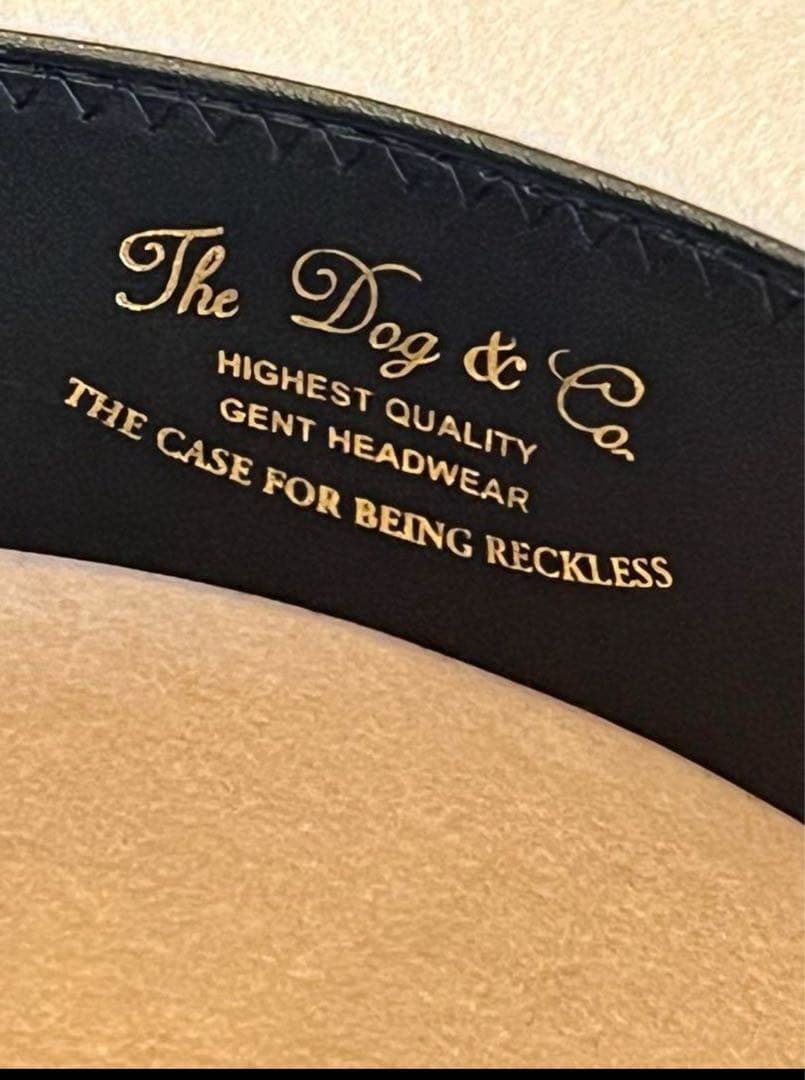 The Dog & Co.
HIGHEST QUALITY
GENT HEADWEAR
THE CASE FOR BEING RECKLESS